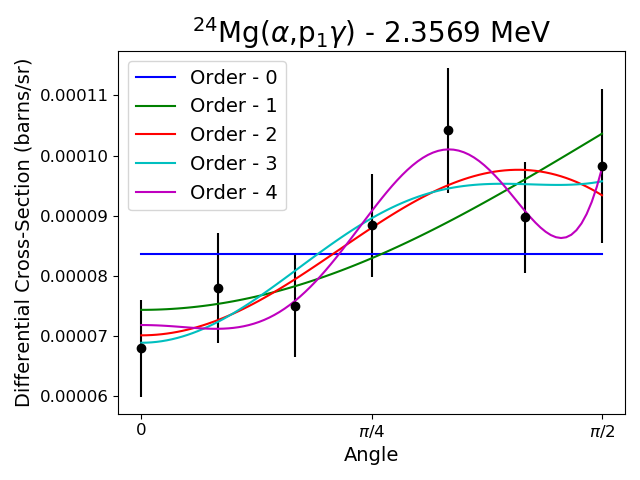 ²⁴Mg(α,p₁γ) - 2.3569 MeV
Differential Cross-Section (barns/sr)
0.00011
0.00010
0.00009
0.00008
0.00007
0.00006
Order - 0
Order - 1
Order - 2
Order - 3
Order - 4
0
π/4
π/2
Angle